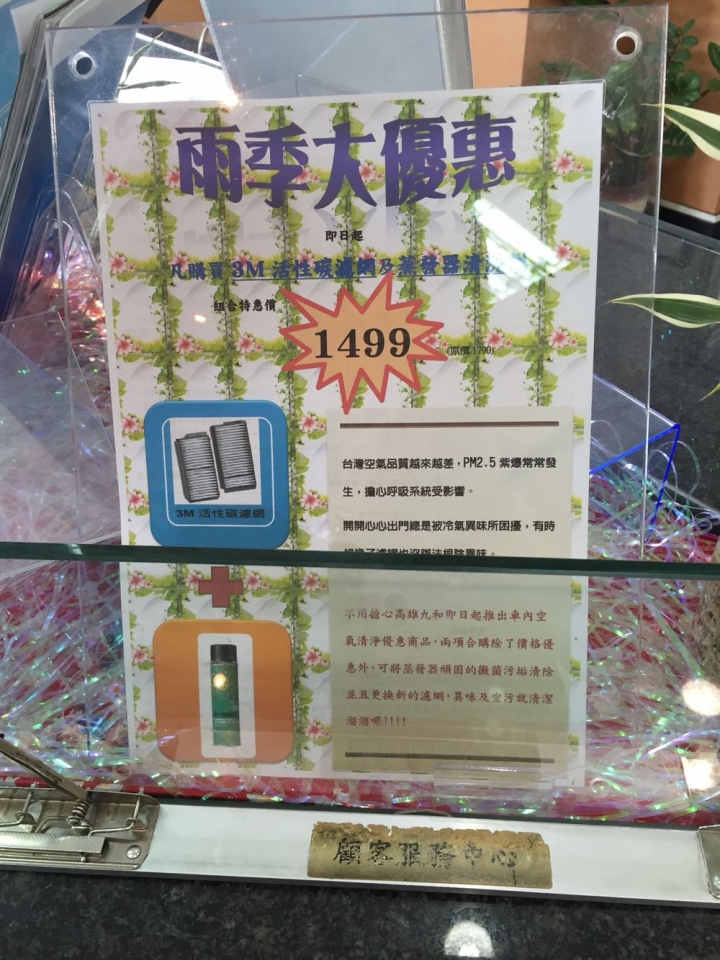 雨季大優惠
即日起
凡購買 3M 活性碳濾網及蒸發器清
組合特惠價
1499
(原價 1790)
3M 活性碳濾網
台灣空氣品質越來越差，PM2.5 紫爆常常發
生，擔心呼吸系統受影響。
開開心心出門總是被冷氣異味所困擾，有時
不用擔心高雄九和即日起推出車內空
氣清淨優惠商品，兩項合購除了價格優
惠外，可將蒸發器頑固的黴菌污垢清除
並且更換新的濾網，異味及空污就清潔
溜溜喔!!!!
顧客服務中心